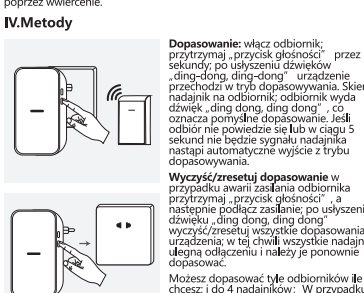 poprzez wwiercenie.
IV.Metody
Dopasowanie: włącz odbiornik;
przytrzymaj „przycisk głośności” przez
sekundy; po usłyszeniu dźwięków
„ding-dong, ding-dong” urządzenie
przechodzi w tryb dopasowywania. Skier
nadajnik na odbiornik; odbiornik wyda
dźwięk „ding dong, ding dong” , co
oznacza pomyślne dopasowanie. Jeśli
odbiór nie powiedzie się lub w ciągu 5
sekund nie będzie sygnału nadajnika
nastąpi automatyczne wyjście z trybu
dopasowywania.
Wyczyść/zresetuj dopasowanie w
przypadku awarii zasilania odbiornika
przytrzymaj „przycisk głośności” , a
następnie podłącz zasilanie; po usłyszeni
dźwięku „ding dong, ding dong”
wyczyść/zresetuj wszystkie dopasowania
urządzenia; w tej chwili wszystkie nadajn
ulegną odłączeniu i należy je ponownie
dopasować.
Możesz dopasować tyle odbiorników ile
chcesz; i do 4 nadajników; W przypadku